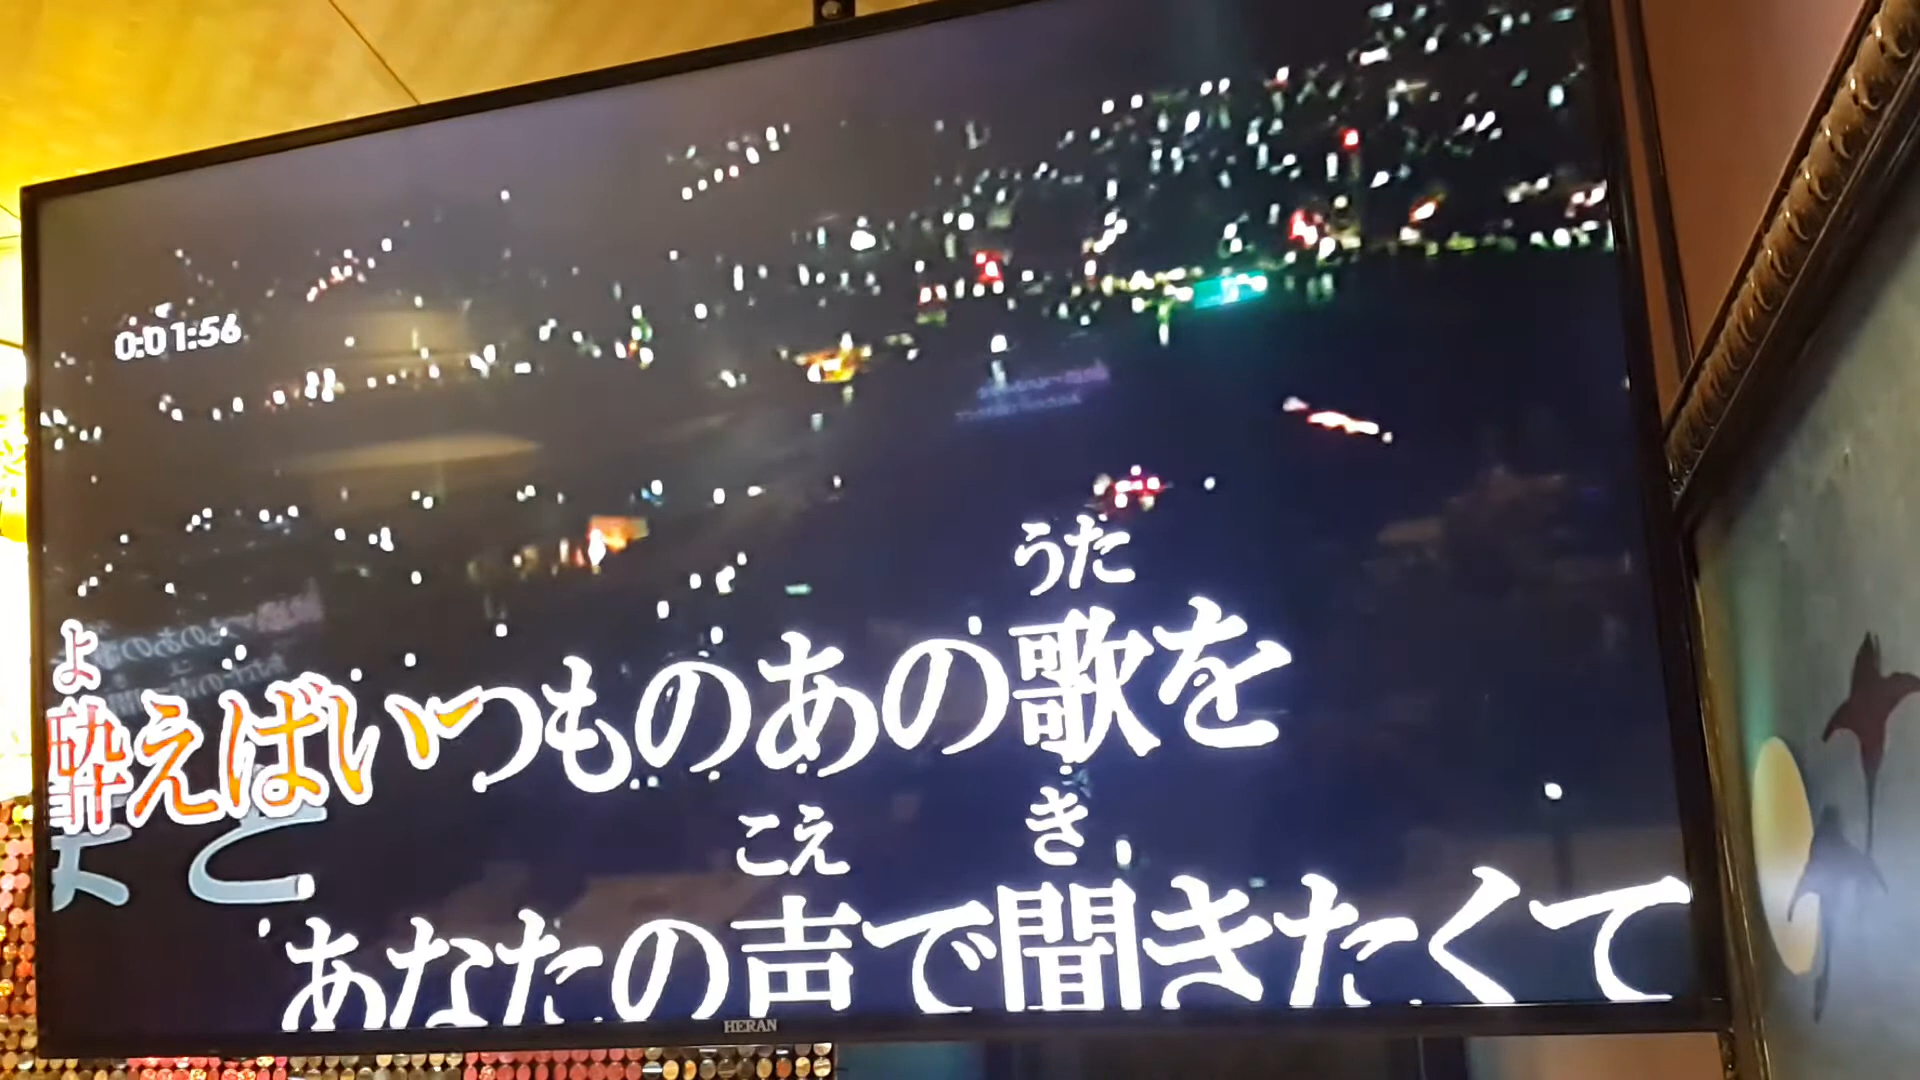 0:01:56
うた
よ
酔えばいつものあの歌を
こえ き
あなたの声で聞きたくて
HERAN